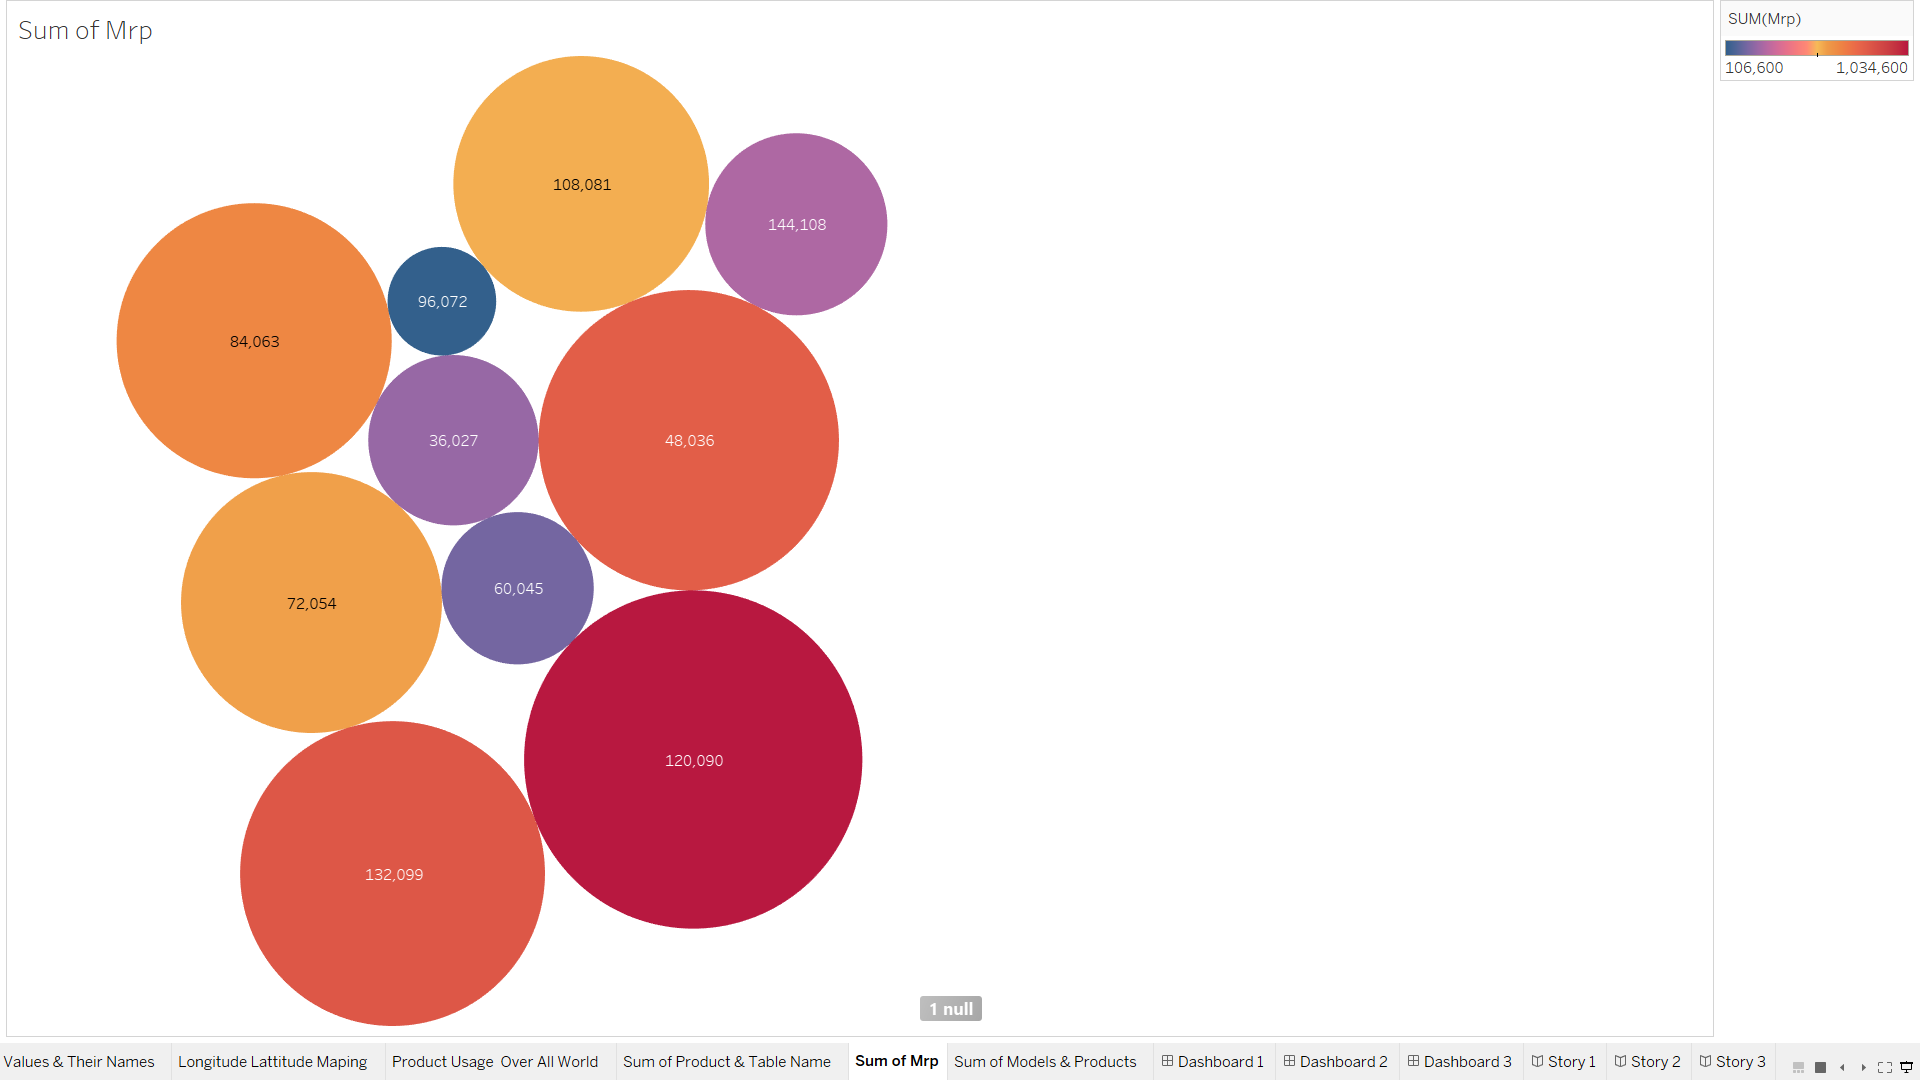 Sum of Mrp
SUM(Mrp)
106,600 1,034,600
108,081
144,108
96,072
84,063
36,027
48,036
60,045
72,054
120,090
132,099
1 null
Values & Their Names
Longitude Lattitude Maping
Product Usage Over All World
Sum of Product & Table Name
Sum of Mrp
Sum of Models & Products
Dashboard 1
Dashboard 2
Dashboard 3
Story 1
Story 2
Story 3